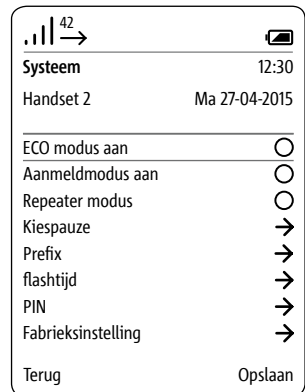 42
Systeem 12:30
Handset 2 Ma 27-04-2015
ECO modus aan
Aanmeldmodus aan
Repeater modus
Kiespauze
Prefix
flashtijd
PIN
Fabrieksinstelling
Terug Opslaan